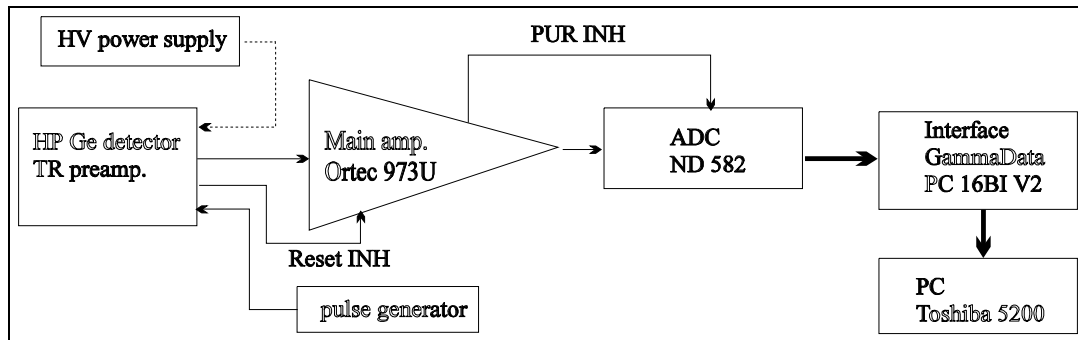 HV power supply
PUR INH
HP Ge detector
TR preamp.
Main amp.
Ortec 973U
ADC
ND 582
Interface
GammaData
PC 16BI V2
Reset INH
pulse generator
PC
Toshiba 5200